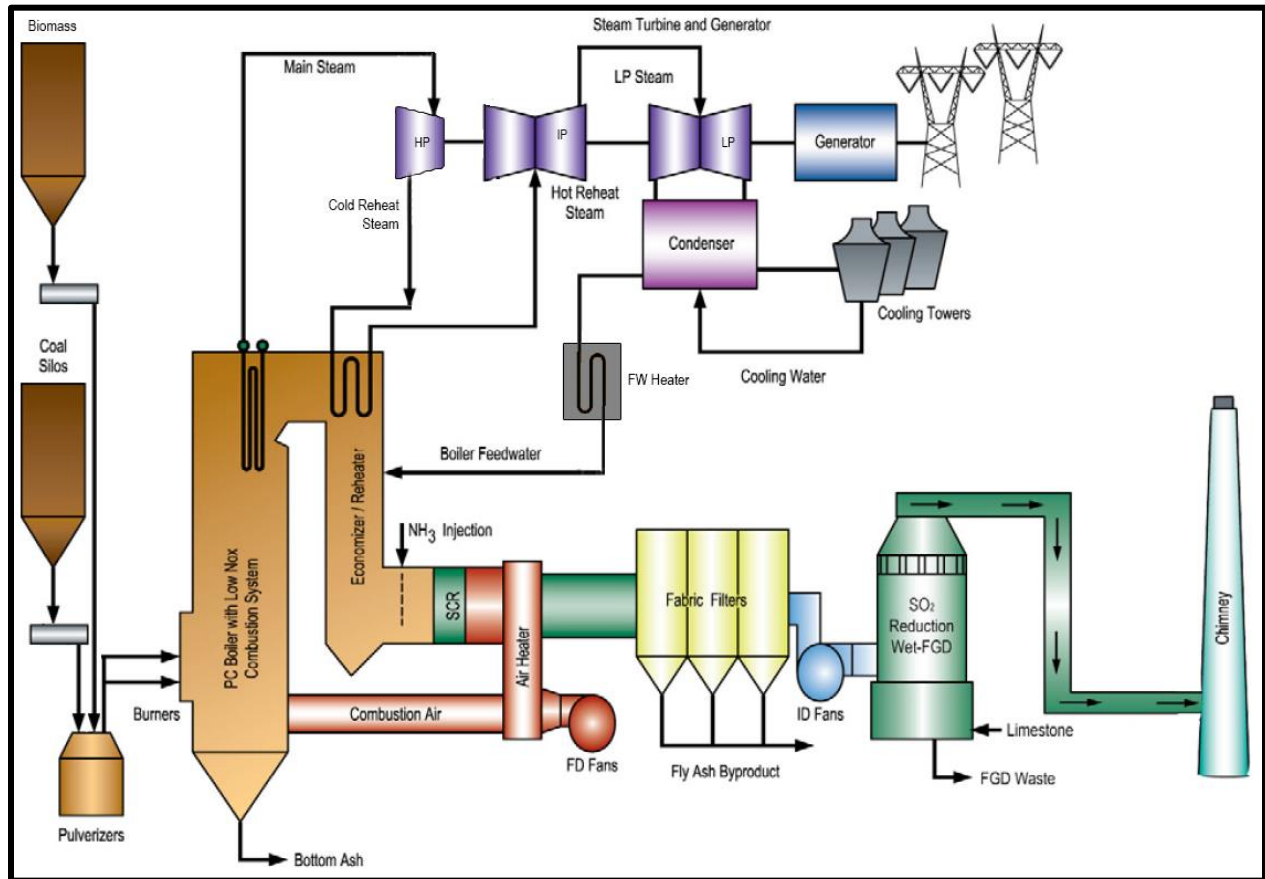 Biomass
Steam Turbine and Generator
Main Steam
LP Steam
HP
IP
LP
Generator
Cold Reheat
Steam
Hot Reheat
Steam
Condenser
Cooling Towers
Coal
Silos
FW Heater
Cooling Water
Boiler Feedwater
Economizer / Reheater
NH3 Injection
PC Boiler with Low Nox
Combustion System
SCR
Air Heater
Fabric Filters
SO2
Reduction
Wet-FGD
Chimney
Burners
Combustion Air
ID Fans
Limestone
FD Fans
Fly Ash Byproduct
FGD Waste
Pulverizers
Bottom Ash